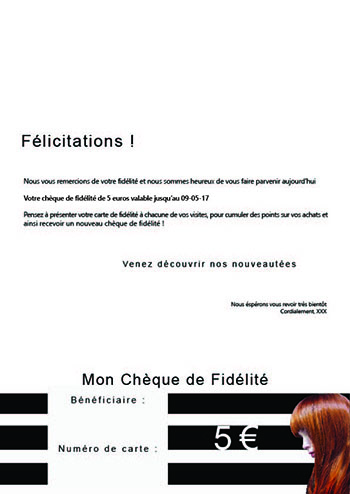 Félicitations !
Nous vous remercions de votre fidélité et nous sommes heureux de vous faire parvenir aujourd'hui
Votre chèque de fidélité de 5 euros valable jusqu'au 09-05-17
Pensez à présenter votre carte de fidélité à chacune de vos visites, pour cumuler des points sur vos achats et
ainsi recevoir un nouveau chèque de fidélité !
Venez découvrir nos nouveautées
Nous éspérons vous revoir très bientôt
Cordialement, XXX
Mon Chèque de Fidélité
Bénéficiaire :
5 €
Numéro de carte :